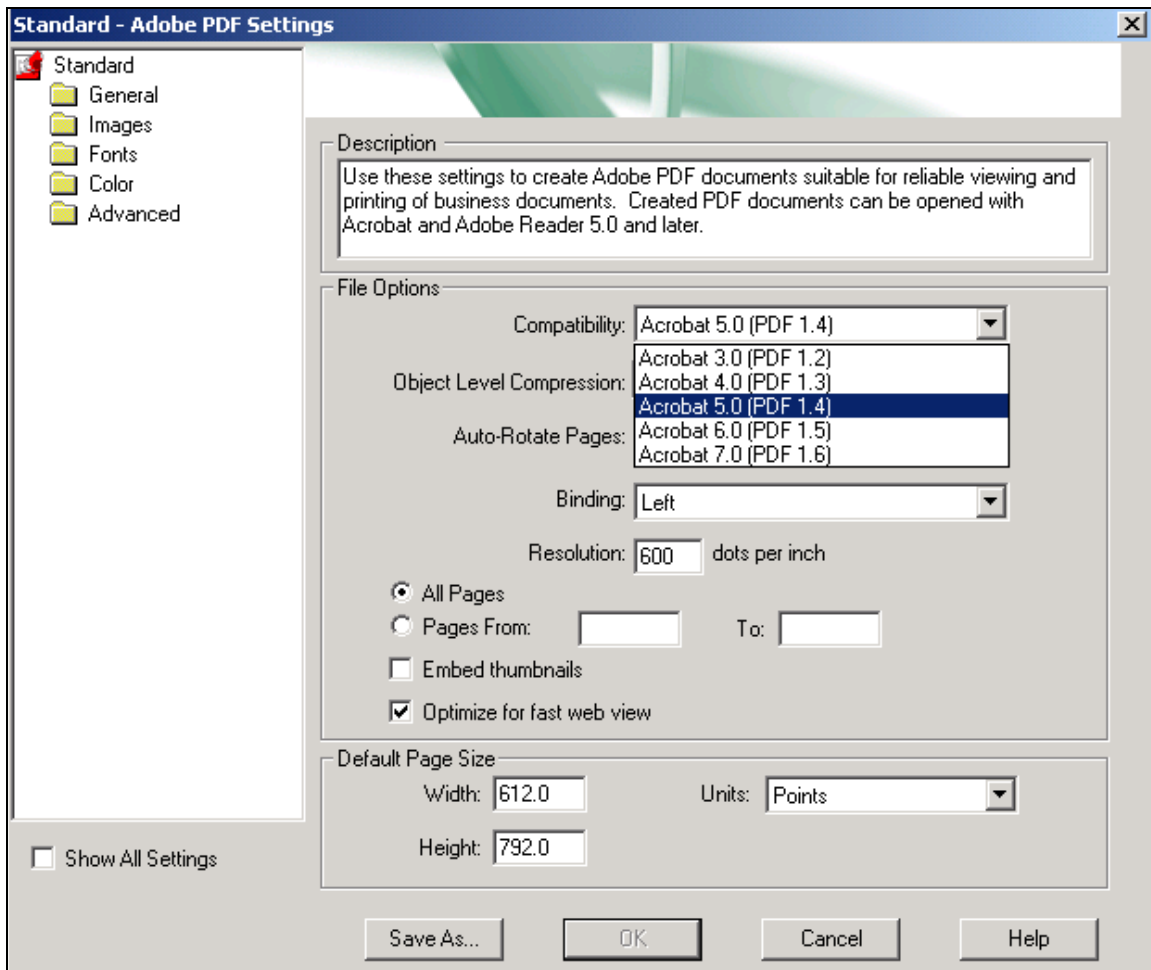 Standard - Adobe PDF Settings
Standard
General
Images
Fonts
Color
Advanced
Show All Settings
Description
Use these settings to create Adobe PDF documents suitable for reliable viewing and
printing of business documents.  Created PDF documents can be opened with
Acrobat and Adobe Reader 5.0 and later.
File Options
Compatibility: Acrobat 5.0 (PDF 1.4)
Acrobat 3.0 (PDF 1.2)
Object Level Compression: Acrobat 4.0 (PDF 1.3)
Acrobat 5.0 (PDF 1.4)
Auto-Rotate Pages: Acrobat 6.0 (PDF 1.5)
Acrobat 7.0 (PDF 1.6)
Binding: Left
Resolution: 600 dots per inch
All Pages
Pages From: To:
Embed thumbnails
Optimize for fast web view
Default Page Size
Width: 612.0 Units: Points
Height: 792.0
Save As... OK Cancel Help